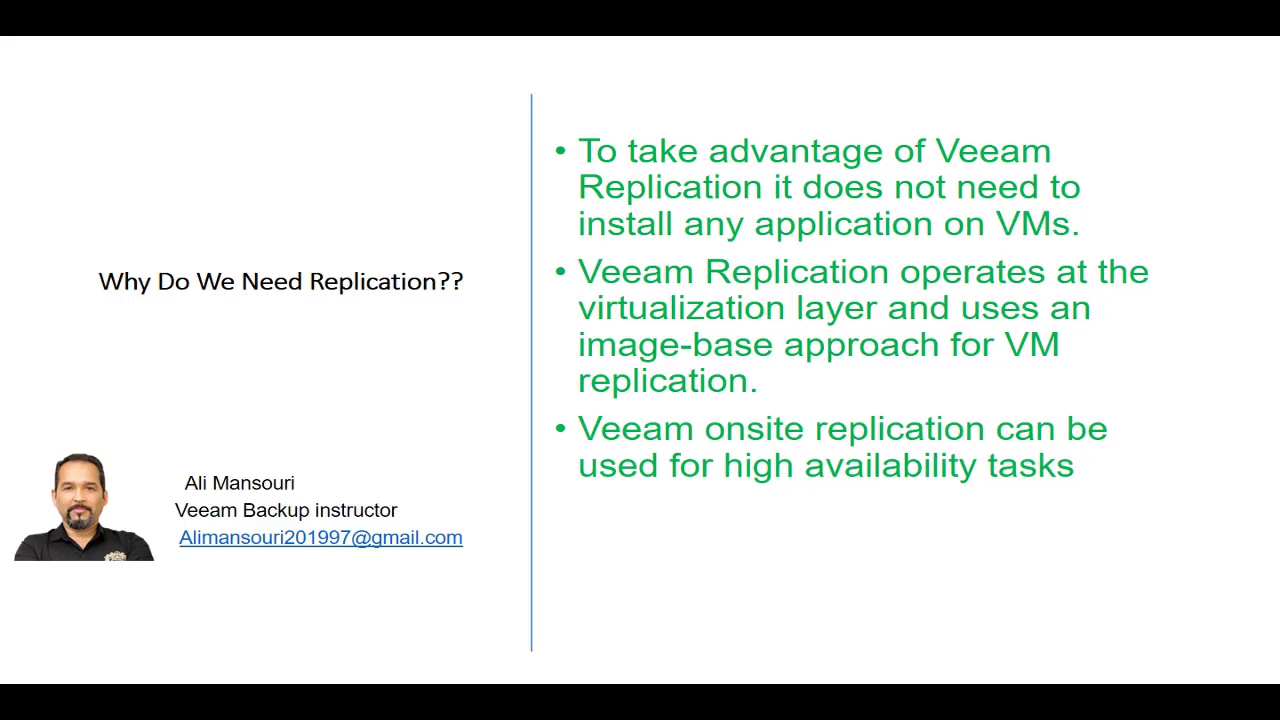 Why Do We Need Replication??
Ali Mansouri
Veeam Backup instructor
Alimansouri201997@gmail.com
• To take advantage of Veeam
Replication it does not need to
install any application on VMs.
• Veeam Replication operates at the
virtualization layer and uses an
image-base approach for VM
replication.
• Veeam onsite replication can be
used for high availability tasks